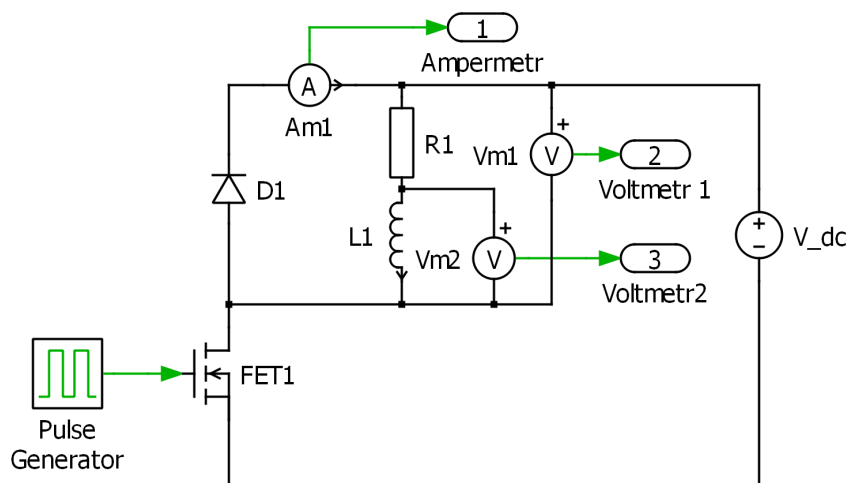 1
Ampermetr
A
Am1
R1
+
Vm1
V
2
Voltmetr 1
D1
L1
+
Vm2
V
3
Voltmetr2
+
−
V_dc
FET1
Pulse
Generator